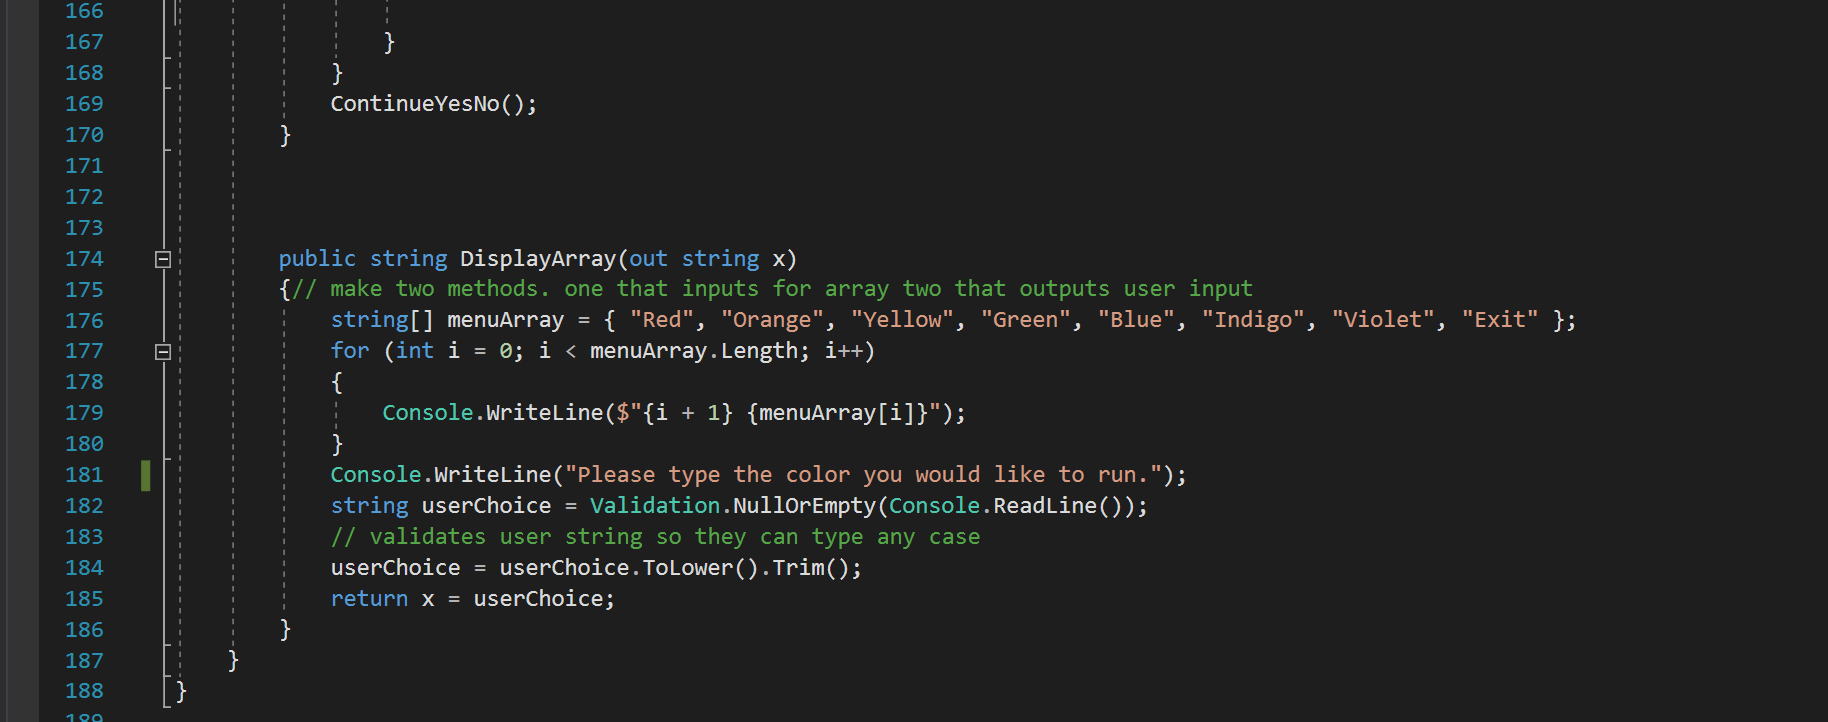 166
167 }
168 }
169 ContinueYesNo();
170 }
171
172
173
174 public string DisplayArray(out string x)
175 {// make two methods. one that inputs for array two that outputs user input
176 string[] menuArray = { "Red", "Orange", "Yellow", "Green", "Blue", "Indigo", "Violet", "Exit" };
177 for (int i = 0; i < menuArray.Length; i++)
178 {
179 Console.WriteLine($"{i + 1} {menuArray[i]}");
180 }
181 Console.WriteLine("Please type the color you would like to run.");
182 string userChoice = Validation.NullOrEmpty(Console.ReadLine());
183 // validates user string so they can type any case
184 userChoice = userChoice.ToLower().Trim();
185 return x = userChoice;
186 }
187 }
188 }
189